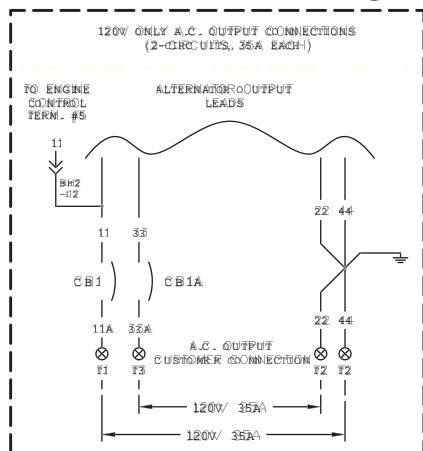 120V ONLY A.C. OUTPUT CONNECTIONS
(2-CIRCUITS, 35A EACH)
TO ENGINE
CONTROL
TERM. #5
ALTERNATOR OUTPUT
LEADS
11
BH2
-12
22 44
11 33
CB1 CB1A
22 44
11A 33A
A.C. OUTPUT
CUSTOMER CONNECTION
T1 T3 T2 T2
120V/ 35A
120V/ 35A